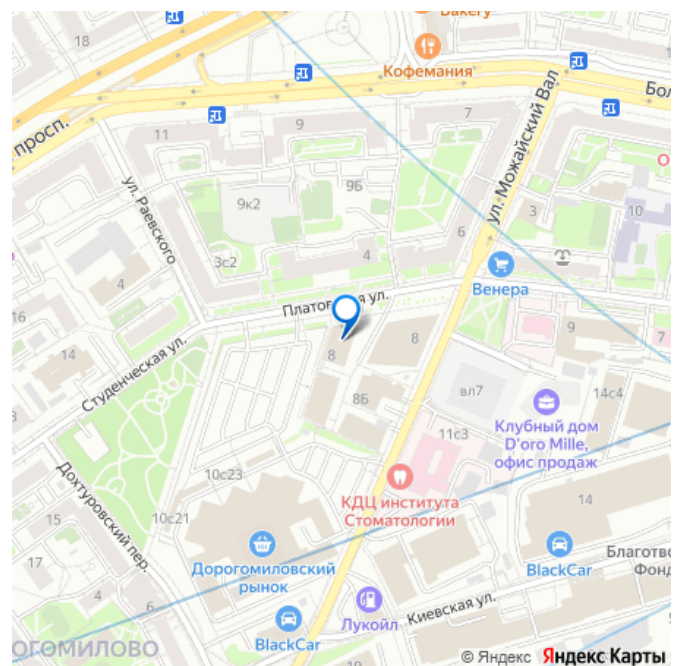 Bakery
18
Кофемания
просп.
11
9
7
Бол
ул. Можайский Вал
ул. Раевского
9Б
9к2
3
10
О
6
4
3с2
4
Венера
Платовская ул.
16
14
Студенческая ул.
8
8
9
7
8Б
вл7
14с4
Клубный дом
D'oro Mille,
офис продаж
11с3
10с23
КДЦ института
Стоматологии
14
10с21
15
Дохтуровский пер.
17
Дорогомиловский
рынок
BlackCar
Благотво
Фонд
4
6
Лукойл
Киевская ул.
BlackCar
ОГОМИЛОВО
5
© Яндекс Яндекс Карты